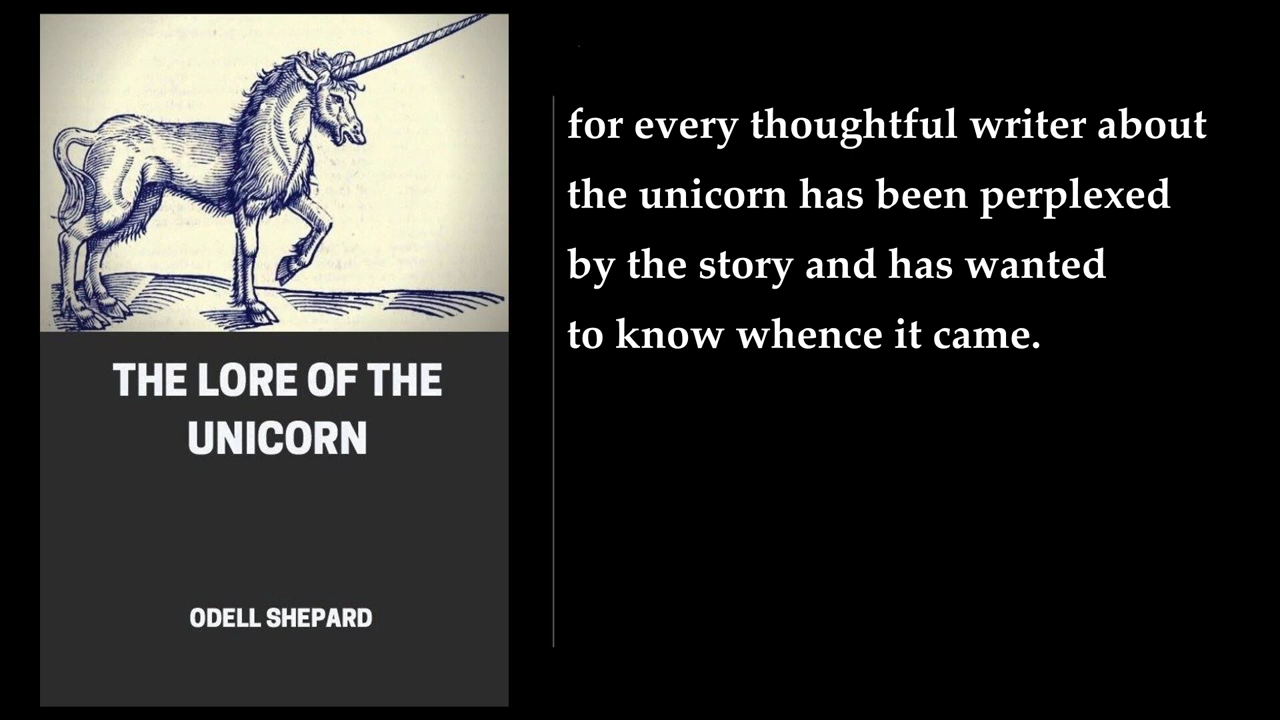 THE LORE OF THE
UNICORN
ODELL SHEPARD
for every thoughtful writer about
the unicorn has been perplexed
by the story and has wanted
to know whence it came.